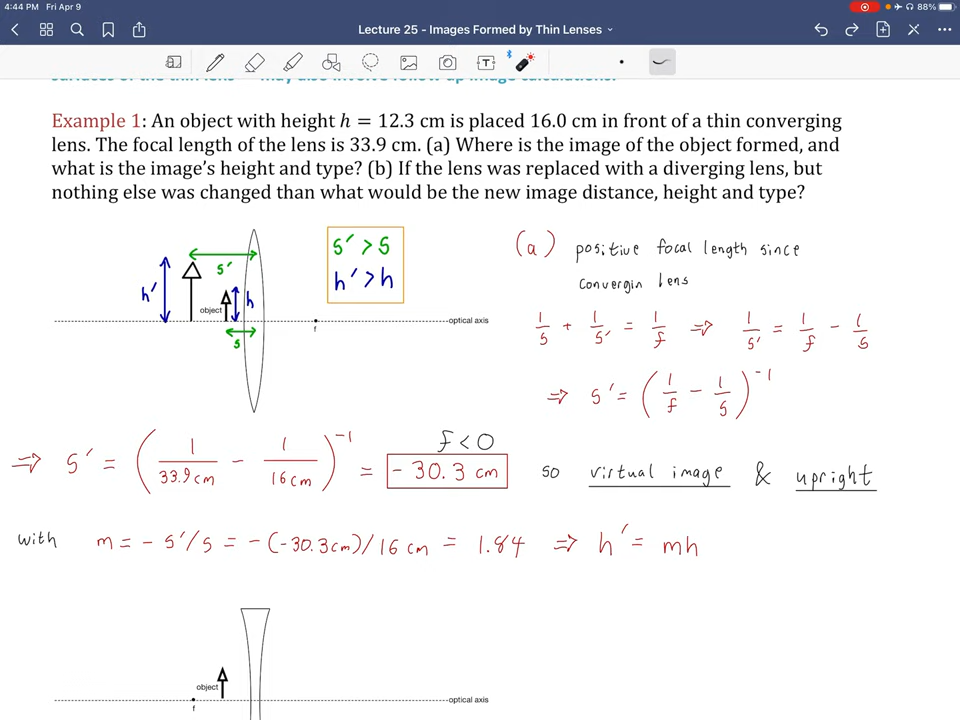 4:44 PM Fri Apr 9
88%
Lecture 25 - Images Formed by Thin Lenses
T
Example 1: An object with height h = 12.3 cm is placed 16.0 cm in front of a thin converging
lens. The focal length of the lens is 33.9 cm. (a) Where is the image of the object formed, and
what is the image's height and type? (b) If the lens was replaced with a diverging lens, but
nothing else was changed than what would be the new image distance, height and type?
s'
h'
object
h
s
f
optical axis
s' > s
h' > h
(a) positive focal length since
convergin lens
1/s + 1/s' = 1/f ⇒ 1/s' = 1/f - 1/s
⇒ s' = (1/f - 1/s)^-1
f < 0
⇒ s' = (1/33.9cm - 1/16cm)^-1 = -30.3 cm so virtual image & upright
with m = -s'/s = -(-30.3cm)/16 cm = 1.84 ⇒ h' = mh
object
f
optical axis